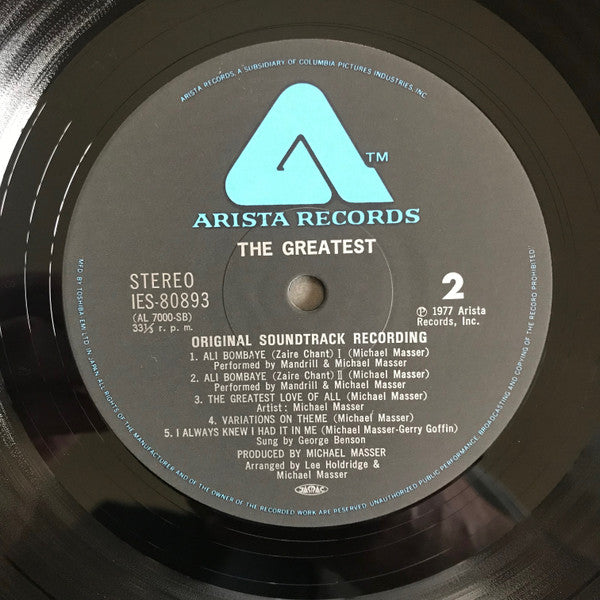 ARISTA RECORDS, A SUBSIDIARY OF COLUMBIA PICTURES INDUSTRIES, INC.
TM
ARISTA RECORDS
THE GREATEST
STEREO
IES-80893
(AL 7000-SB)
33⅓ r. p. m.
2
Ⓟ 1977 Arista
Records, Inc.
ORIGINAL SOUNDTRACK RECORDING
1. ALI BOMBAYE (Zaire Chant) I (Michael Masser)
Performed by Mandrill & Michael Masser
2. ALI BOMBAYE (Zaire Chant) II (Michael Masser)
Performed by Mandrill & Michael Masser
3. THE GREATEST LOVE OF ALL (Michael Masser)
Artist: Michael Masser
4. VARIATIONS ON THEME (Michael Masser)
5. I ALWAYS KNEW I HAD IT IN ME (Michael Masser-Gerry Goffin)
Sung by George Benson
PRODUCED BY MICHAEL MASSER
Arranged by Lee Holdridge &
Michael Masser
JASRAC
MFD. BY TOSHIBA EMI LTD. IN JAPAN. ALL RIGHTS OF THE MANUFACTURER AND OF THE OWNER OF THE RECORDED WORK ARE RESERVED. UNAUTHORIZED PUBLIC PERFORMANCE, BROADCASTING AND COPYING OF THE RECORD PROHIBITED.